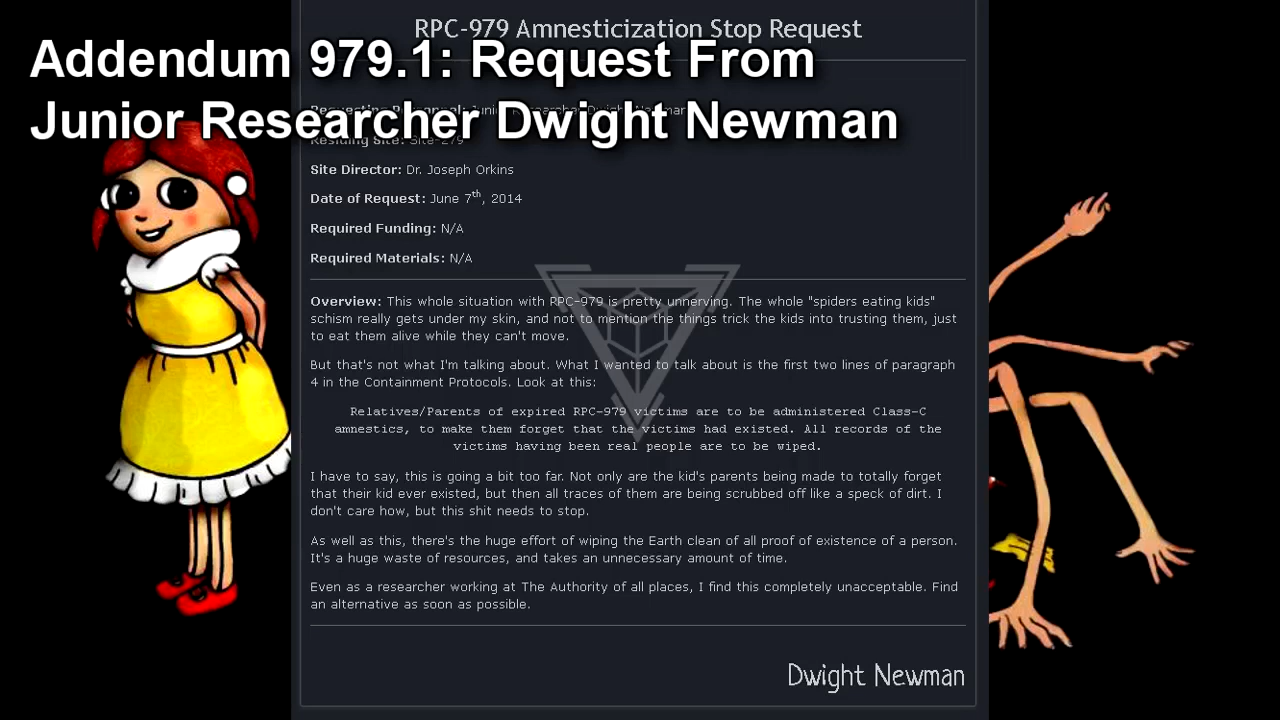 RPC-979 Amnesticization Stop Request
Addendum 979.1: Request From
Junior Researcher Dwight Newman
Requesting Personnel: Junior Researcher Dwight Newman
Residing Site: Site-279
Site Director: Dr. Joseph Orkins
Date of Request: June 7th, 2014
Required Funding: N/A
Required Materials: N/A
Overview: This whole situation with RPC-979 is pretty unnerving. The whole "spiders eating kids"
schism really gets under my skin, and not to mention the things trick the kids into trusting them, just
to eat them alive while they can't move.
But that's not what I'm talking about. What I wanted to talk about is the first two lines of paragraph
4 in the Containment Protocols. Look at this:
Relatives/Parents of expired RPC-979 victims are to be administered Class-C
amnestics, to make them forget that the victims had existed. All records of the
victims having been real people are to be wiped.
I have to say, this is going a bit too far. Not only are the kid's parents being made to totally forget
that their kid ever existed, but then all traces of them are being scrubbed off like a speck of dirt. I
don't care how, but this shit needs to stop.
As well as this, there's the huge effort of wiping the Earth clean of all proof of existence of a person.
It's a huge waste of resources, and takes an unnecessary amount of time.
Even as a researcher working at The Authority of all places, I find this completely unacceptable. Find
an alternative as soon as possible.
Dwight Newman